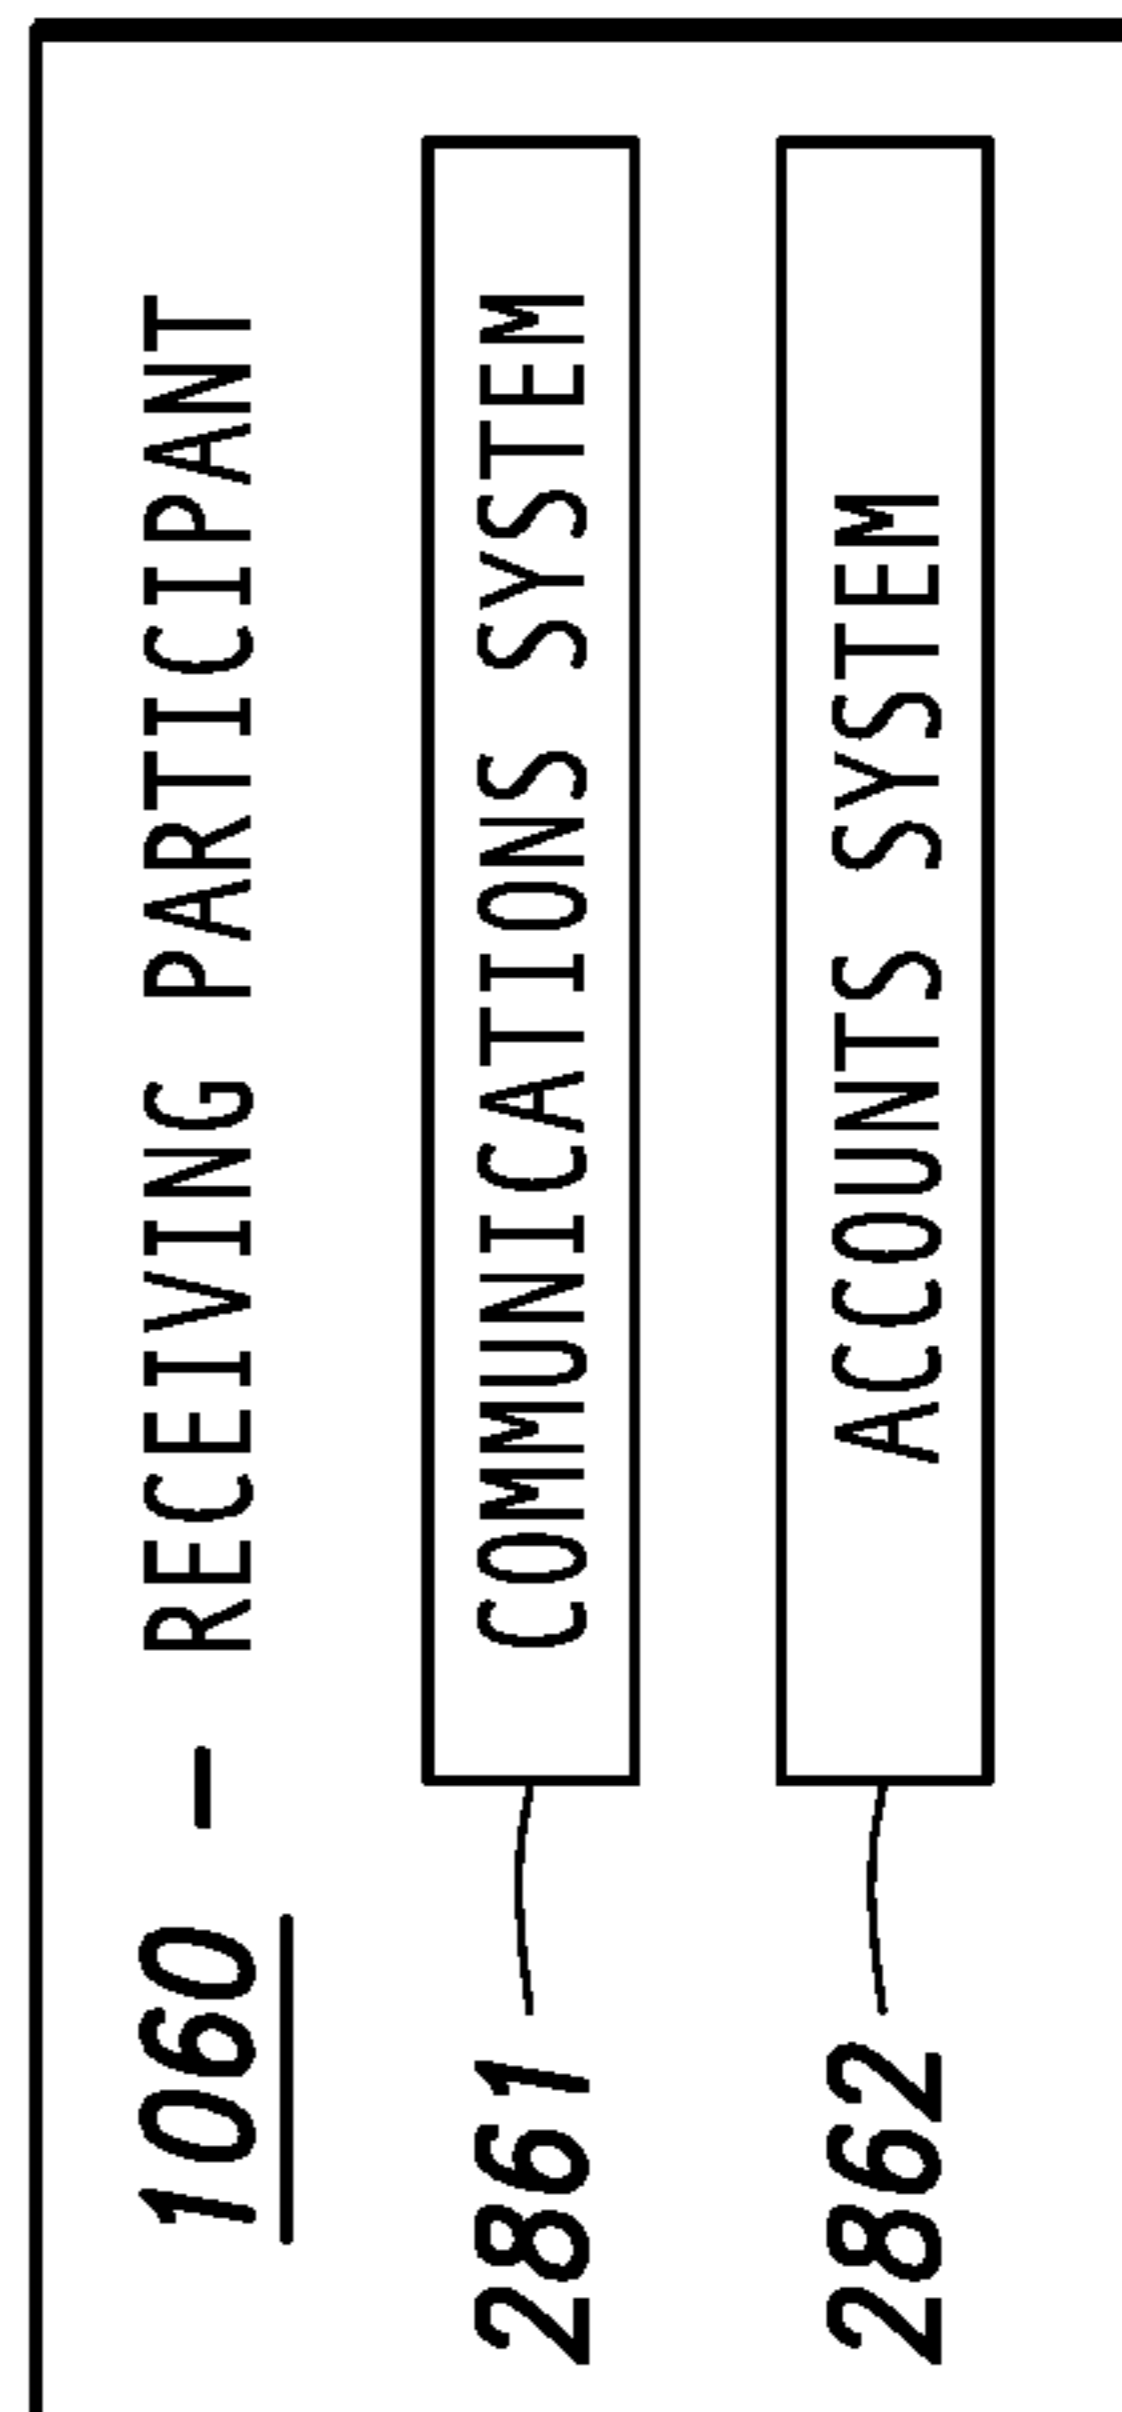 1060 - RECEIVING PARTICIPANT
2861 COMMUNICATIONS SYSTEM
2862 ACCOUNTS SYSTEM